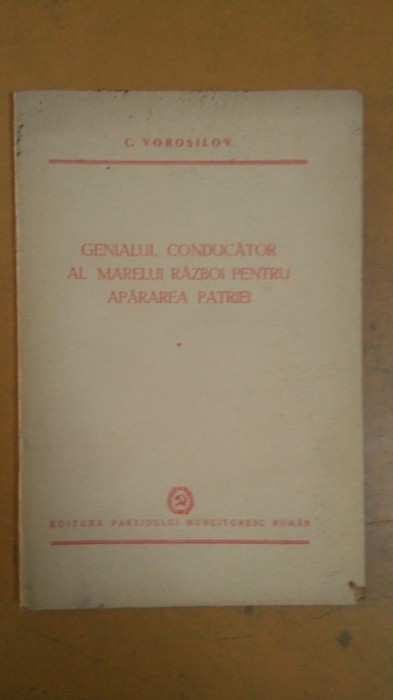 C. VOROȘILOV
GENIALUL CONDUCĂTOR
AL MARELUI RĂZBOI PENTRU
APĂRAREA PATRIEI
EDITURA PARTIDULUI MUNCITORESC ROMÂN